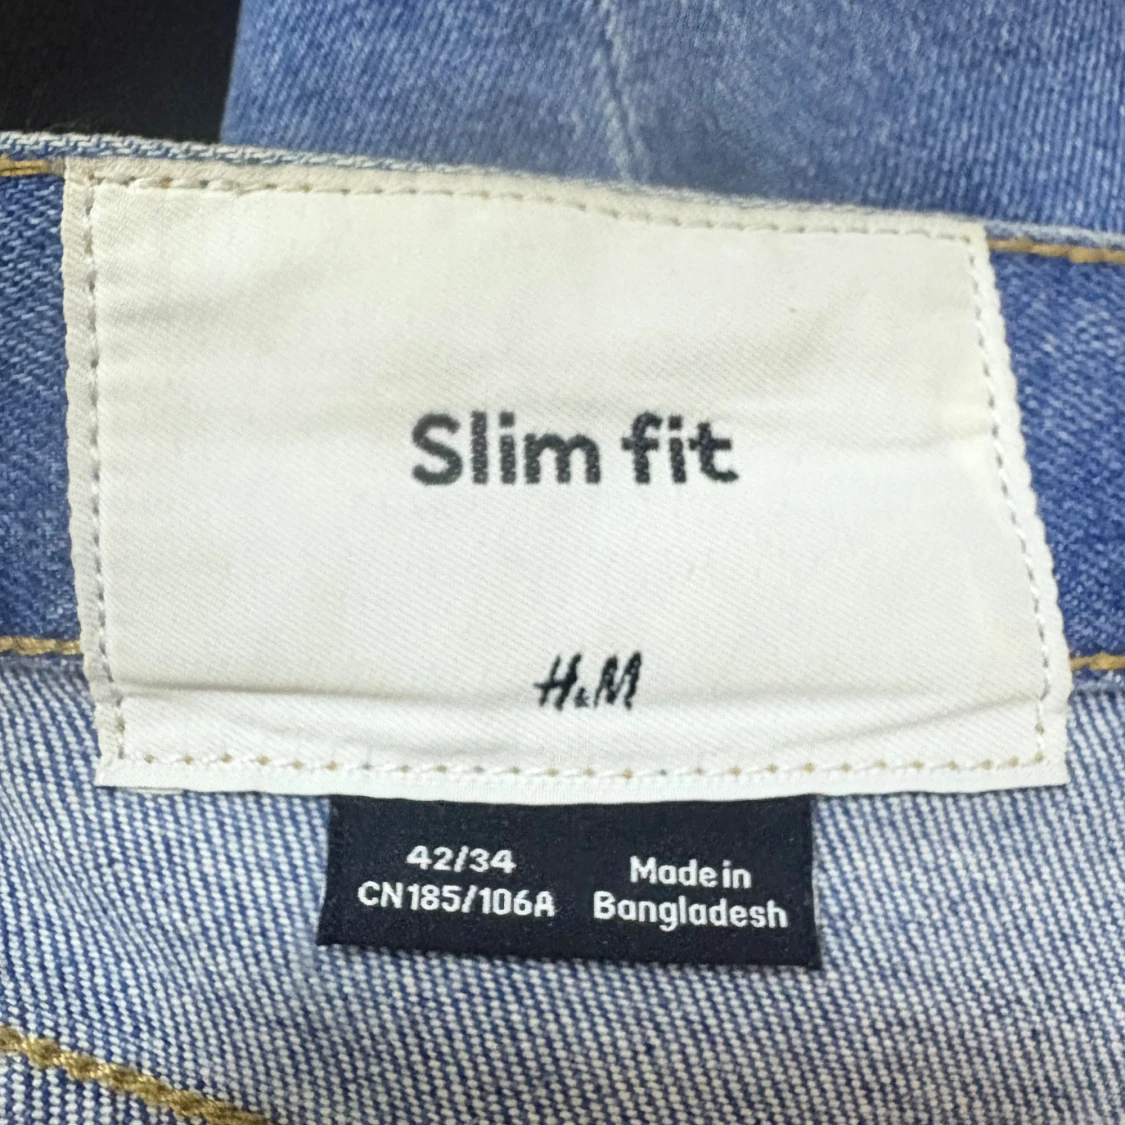 Slim fit
H&M
42/34
CN185/106A
Made in
Bangladesh